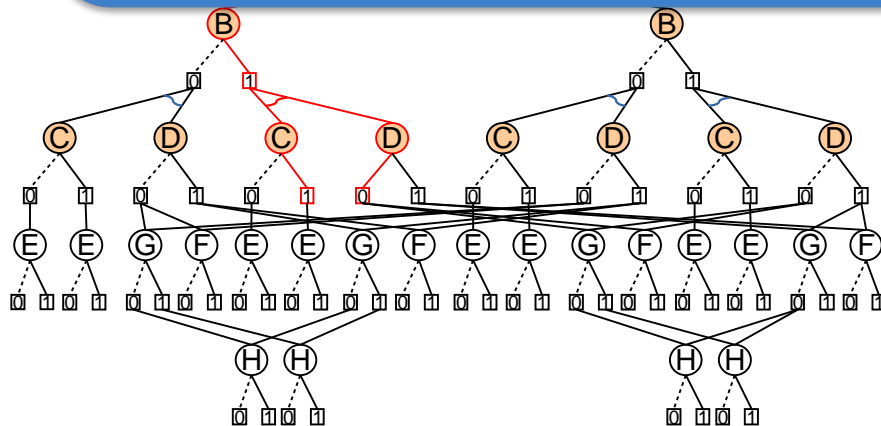 B B
0 1 0 1
C D C D C D C D
0 1 0 1 0 1 0 1 0 1 0 1 0 1 0 1
E E G F E E G F E E G F E E G F
0 1 0 1 0 1 0 1 0 1 0 1 0 1 0 1 0 1 0 1 0 1 0 1 0 1 0 1 0 1 0 1
H H H H
0 1 0 1 0 1 0 1